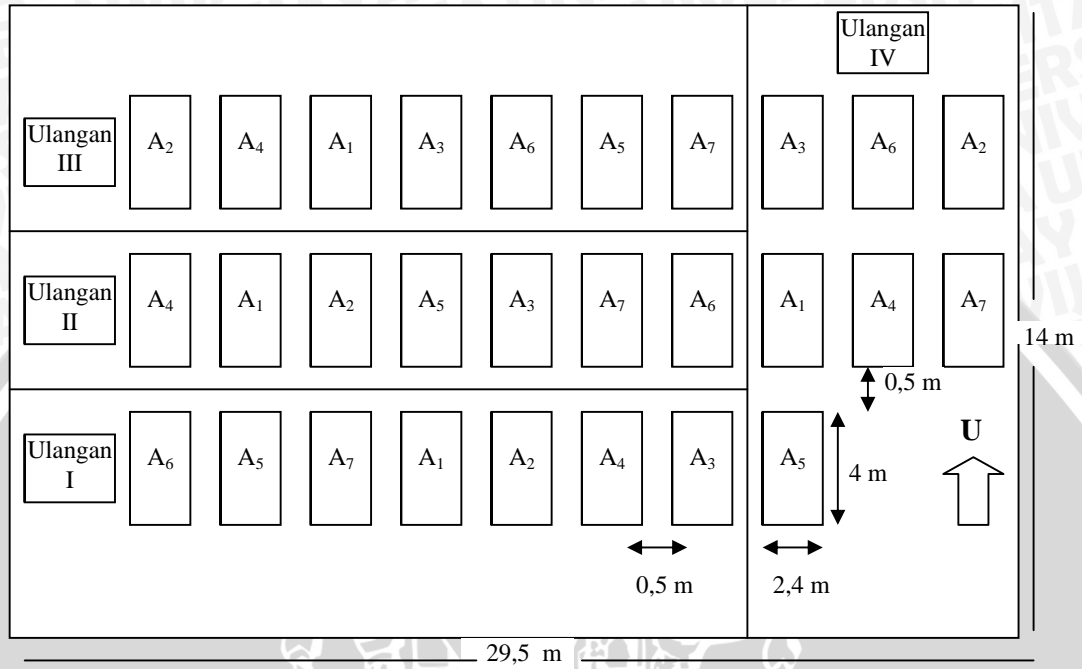 Ulangan
IV
Ulangan
III
A₂ A₄ A₁ A₃ A₆ A₅ A₇ A₃ A₆ A₂
Ulangan
II
A₄ A₁ A₂ A₅ A₃ A₇ A₆ A₁ A₄ A₇
14 m
0,5 m
Ulangan
I
A₆ A₅ A₇ A₁ A₂ A₄ A₃ A₅
U
4 m
0,5 m
2,4 m
29,5 m